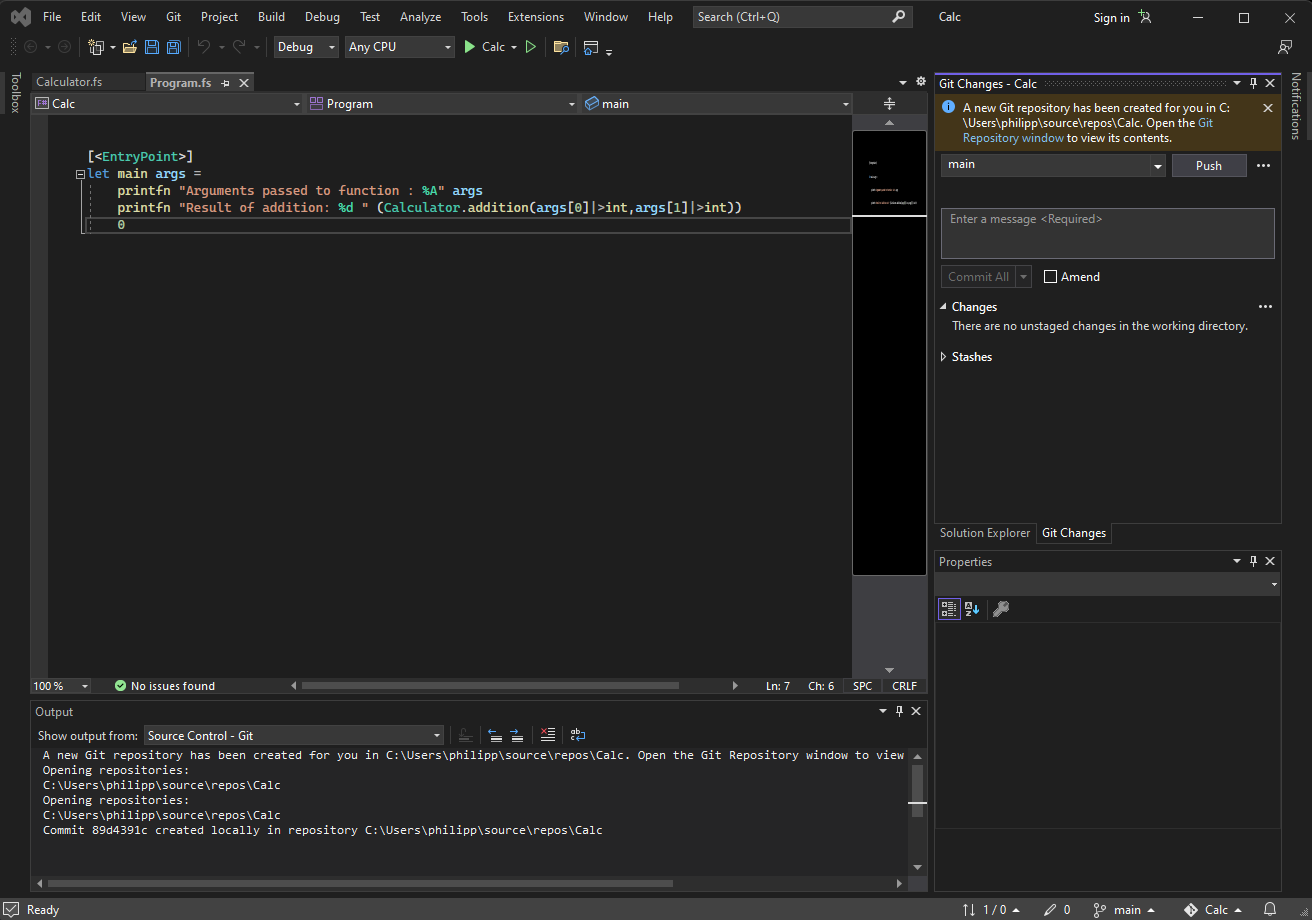 File Edit View Git Project Build Debug Test Analyze Tools Extensions Window Help Search (Ctrl+Q) Calc Sign in
Debug Any CPU Calc
Toolbox
Calculator.fs Program.fs
F# Calc Program main
[<EntryPoint>]
let main args =
printfn "Arguments passed to function : %A" args
printfn "Result of addition: %d " (Calculator.addition(args[0]|>int,args[1]|>int))
0
100 % No issues found Ln: 7 Ch: 6 SPC CRLF
Output
Show output from: Source Control - Git
A new Git repository has been created for you in C:\Users\philipp\source\repos\Calc. Open the Git Repository window to view
Opening repositories:
C:\Users\philipp\source\repos\Calc
Opening repositories:
C:\Users\philipp\source\repos\Calc
Commit 89d4391c created locally in repository C:\Users\philipp\source\repos\Calc
Git Changes - Calc
A new Git repository has been created for you in C:
\Users\philipp\source\repos\Calc. Open the Git
Repository window to view its contents.
main Push
Enter a message <Required>
Commit All Amend
Changes
There are no unstaged changes in the working directory.
Stashes
Solution Explorer Git Changes
Properties
Notifications
Ready 1 / 0 0 main Calc